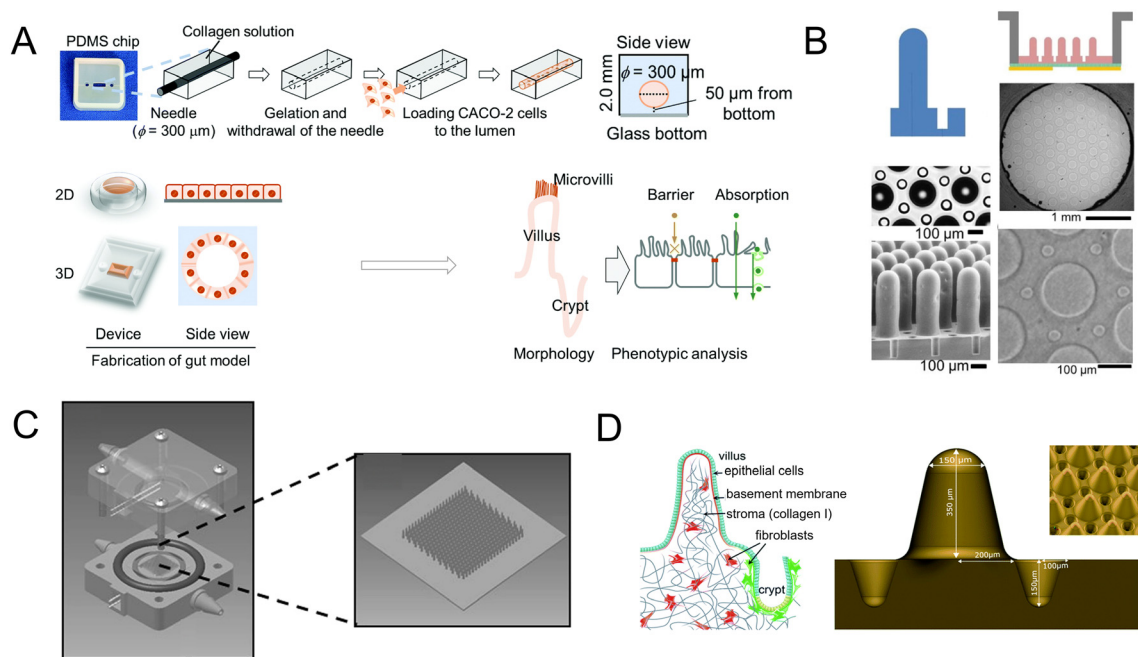 A
PDMS chip
Collagen solution
Needle
(ϕ = 300 μm)
Gelation and
withdrawal of the needle
Loading CACO-2 cells
to the lumen
Side view
ϕ = 300 μm
2.0 mm
50 μm from
bottom
Glass bottom
2D
3D
Device
Side view
Fabrication of gut model
Microvilli
Villus
Crypt
Morphology
Barrier
Absorption
Phenotypic analysis
B
100 μm
100 μm
1 mm
100 μm
C
D
villus
epithelial cells
basement membrane
stroma (collagen I)
fibroblasts
crypt
150 μm
350 μm
200μm
100μm
150μm